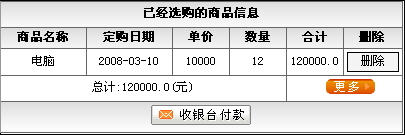 已经选购的商品信息
商品名称 定购日期 单价 数量 合计 删除
电脑 2008-03-10 10000 12 120000.0 删除
总计:120000.0(元) 更多
收银台付款